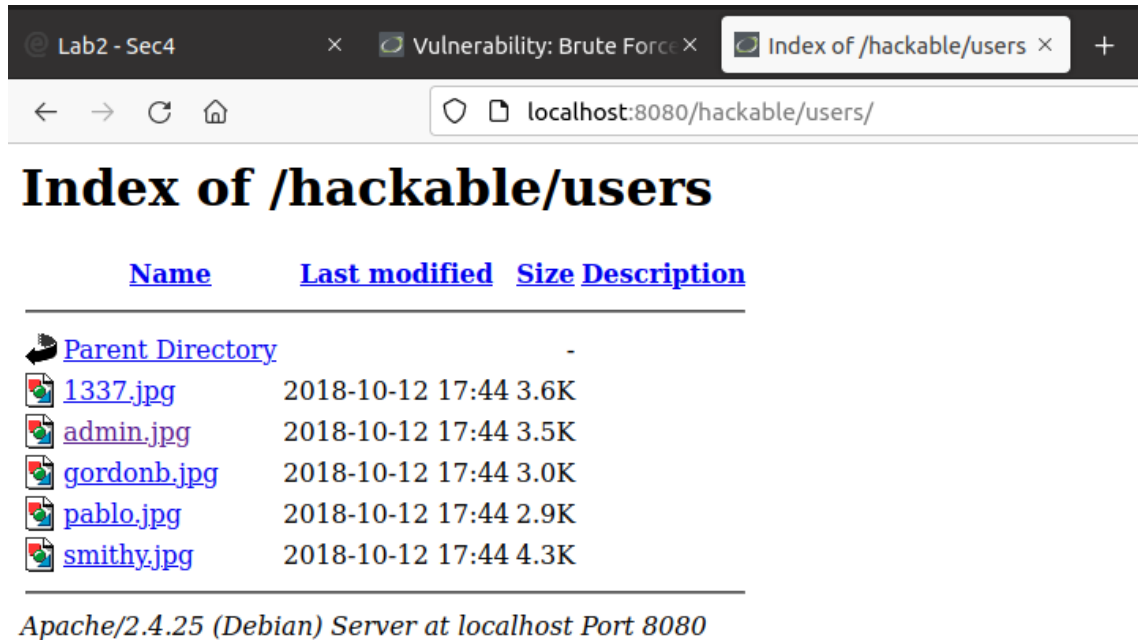 Lab2 - Sec4 Vulnerability: Brute Force Index of /hackable/users
localhost:8080/hackable/users/
Index of /hackable/users
Name Last modified Size Description
Parent Directory -
1337.jpg 2018-10-12 17:44 3.6K
admin.jpg 2018-10-12 17:44 3.5K
gordonb.jpg 2018-10-12 17:44 3.0K
pablo.jpg 2018-10-12 17:44 2.9K
smithy.jpg 2018-10-12 17:44 4.3K
Apache/2.4.25 (Debian) Server at localhost Port 8080